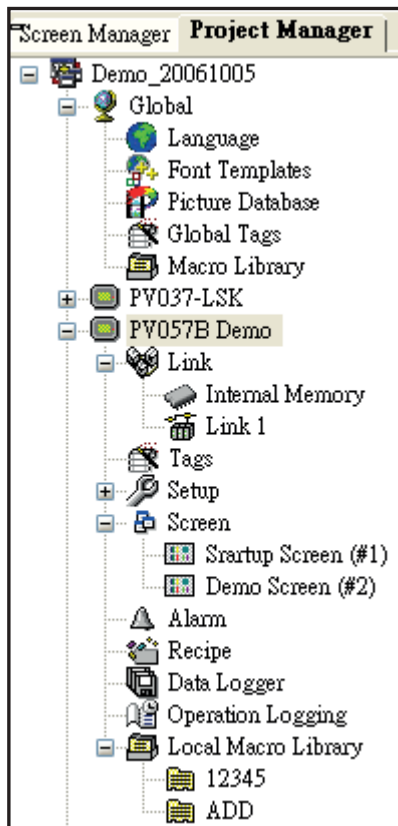 Screen Manager Project Manager
Demo_20061005
Global
Language
Font Templates
Picture Database
Global Tags
Macro Library
PV037-LSK
PV057B Demo
Link
Internal Memory
Link 1
Tags
Setup
Screen
Srartup Screen (#1)
Demo Screen (#2)
Alarm
Recipe
Data Logger
Operation Logging
Local Macro Library
12345
ADD